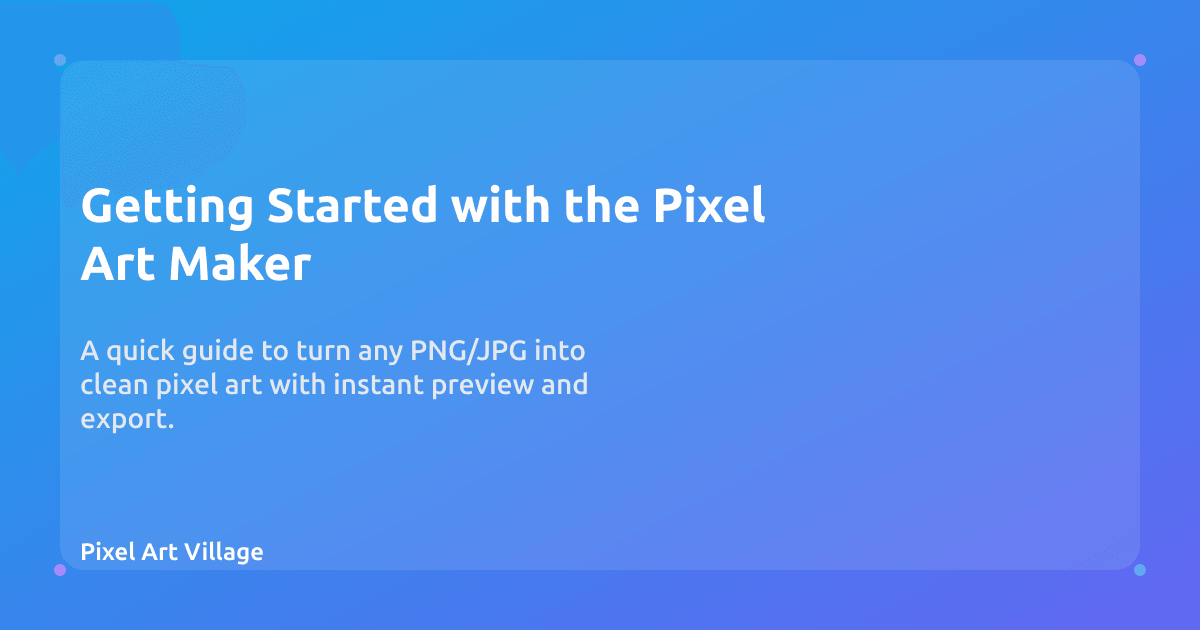 Getting Started with the Pixel
Art Maker
A quick guide to turn any PNG/JPG into
clean pixel art with instant preview and
export.
Pixel Art Village